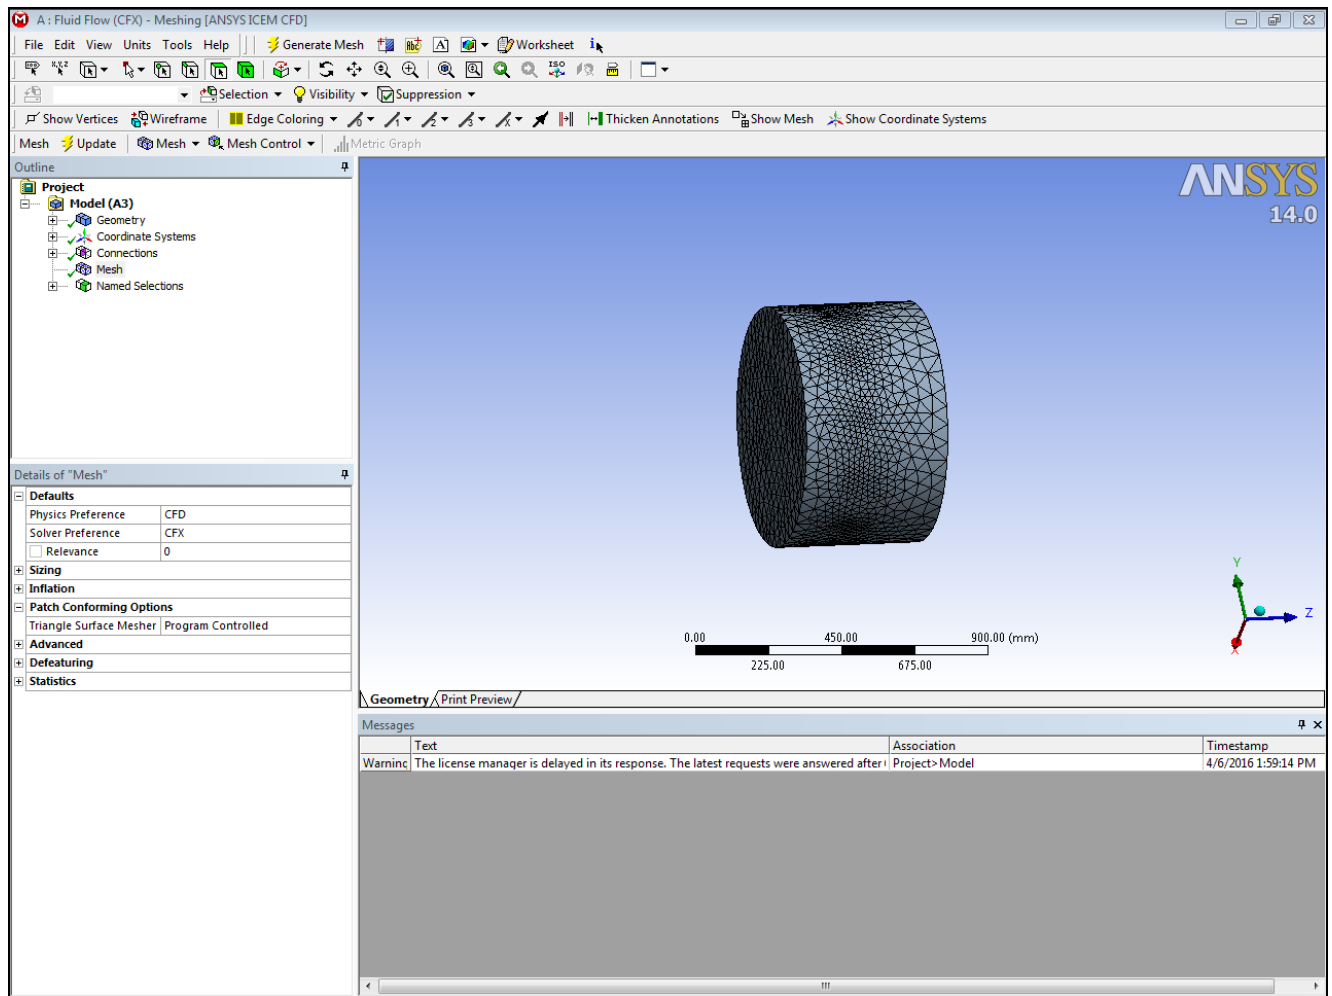 A : Fluid Flow (CFX) - Meshing [ANSYS ICEM CFD]
File Edit View Units Tools Help Generate Mesh Worksheet
Selection Visibility Suppression
Show Vertices Wireframe Edge Coloring Thicken Annotations Show Mesh Show Coordinate Systems
Mesh Update Mesh Mesh Control Metric Graph
Outline
Project
Model (A3)
Geometry
Coordinate Systems
Connections
Mesh
Named Selections
ANSYS
14.0
Y
Z
X
0.00 450.00 900.00 (mm)
225.00 675.00
Geometry Print Preview
Details of "Mesh"
Defaults
Physics Preference CFD
Solver Preference CFX
Relevance 0
Sizing
Inflation
Patch Conforming Options
Triangle Surface Mesher Program Controlled
Advanced
Defeaturing
Statistics
Messages
Text Association Timestamp
Warning The license manager is delayed in its response. The latest requests were answered after Project>Model 4/6/2016 1:59:14 PM